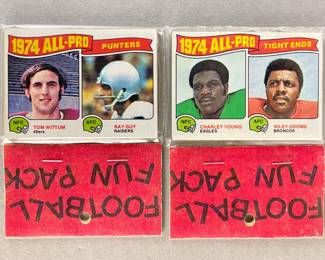 1974 ALL-PRO
PUNTERS
NFC
TOM WITTUM
49ers
AFC
RAY GUY
RAIDERS
1974 ALL-PRO
TIGHT ENDS
NFC
CHARLEY YOUNG
EAGLES
AFC
RILEY ODOMS
BRONCOS
FOOTBALL
FUN PACK
FOOTBALL
FUN PACK